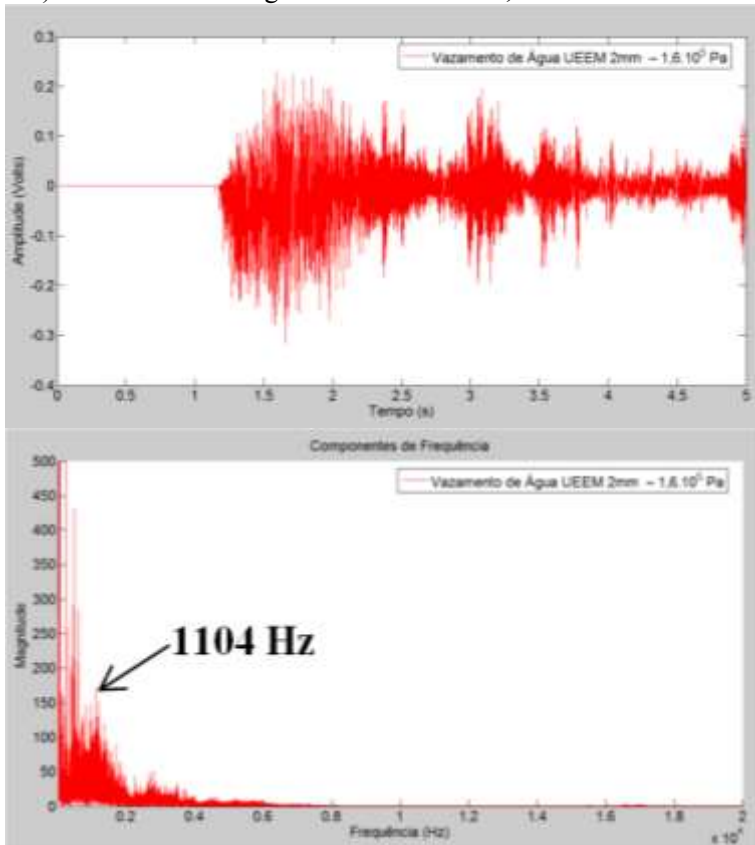 0.3
0.2
0.1
0
-0.1
-0.2
-0.3
-0.4
Amplitude (Volts)
Vazamento de Água UEEM 2mm – 1,6.10⁵ Pa
0 0.5 1 1.5 2 2.5 3 3.5 4 4.5 5
Tempo (s)
Componentes de Frequência
500
450
400
350
300
250
200
150
100
50
0
Magnitude
Vazamento de Água UEEM 2mm – 1,6.10⁵ Pa
1104 Hz
0.2 0.4 0.6 0.8 1 1.2 1.4 1.6 1.8 2
Frequência (Hz)
x 10⁴